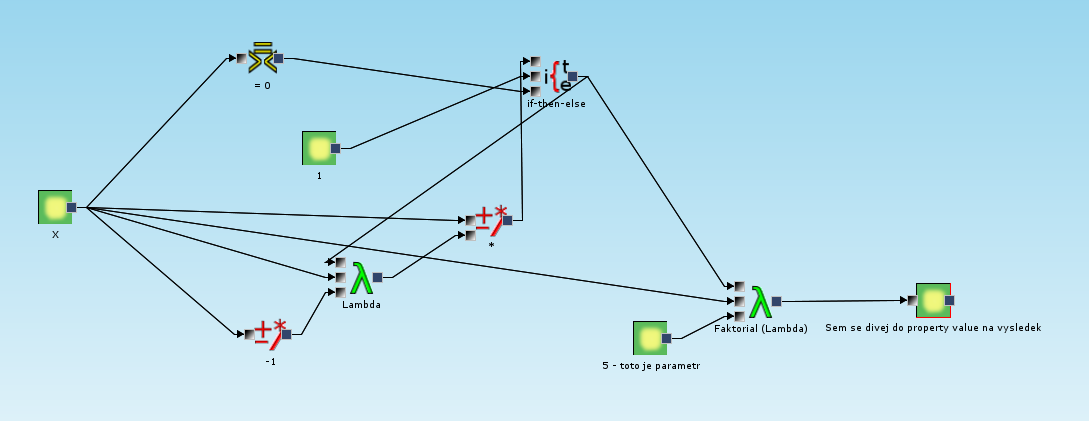 = 0
i{t
e
if-then-else
1
X
+*
-/
*
λ
Lambda
+*
-/
-1
λ
Faktorial (Lambda)
Sem se divej do property value na vysledek
5 - toto je parametr